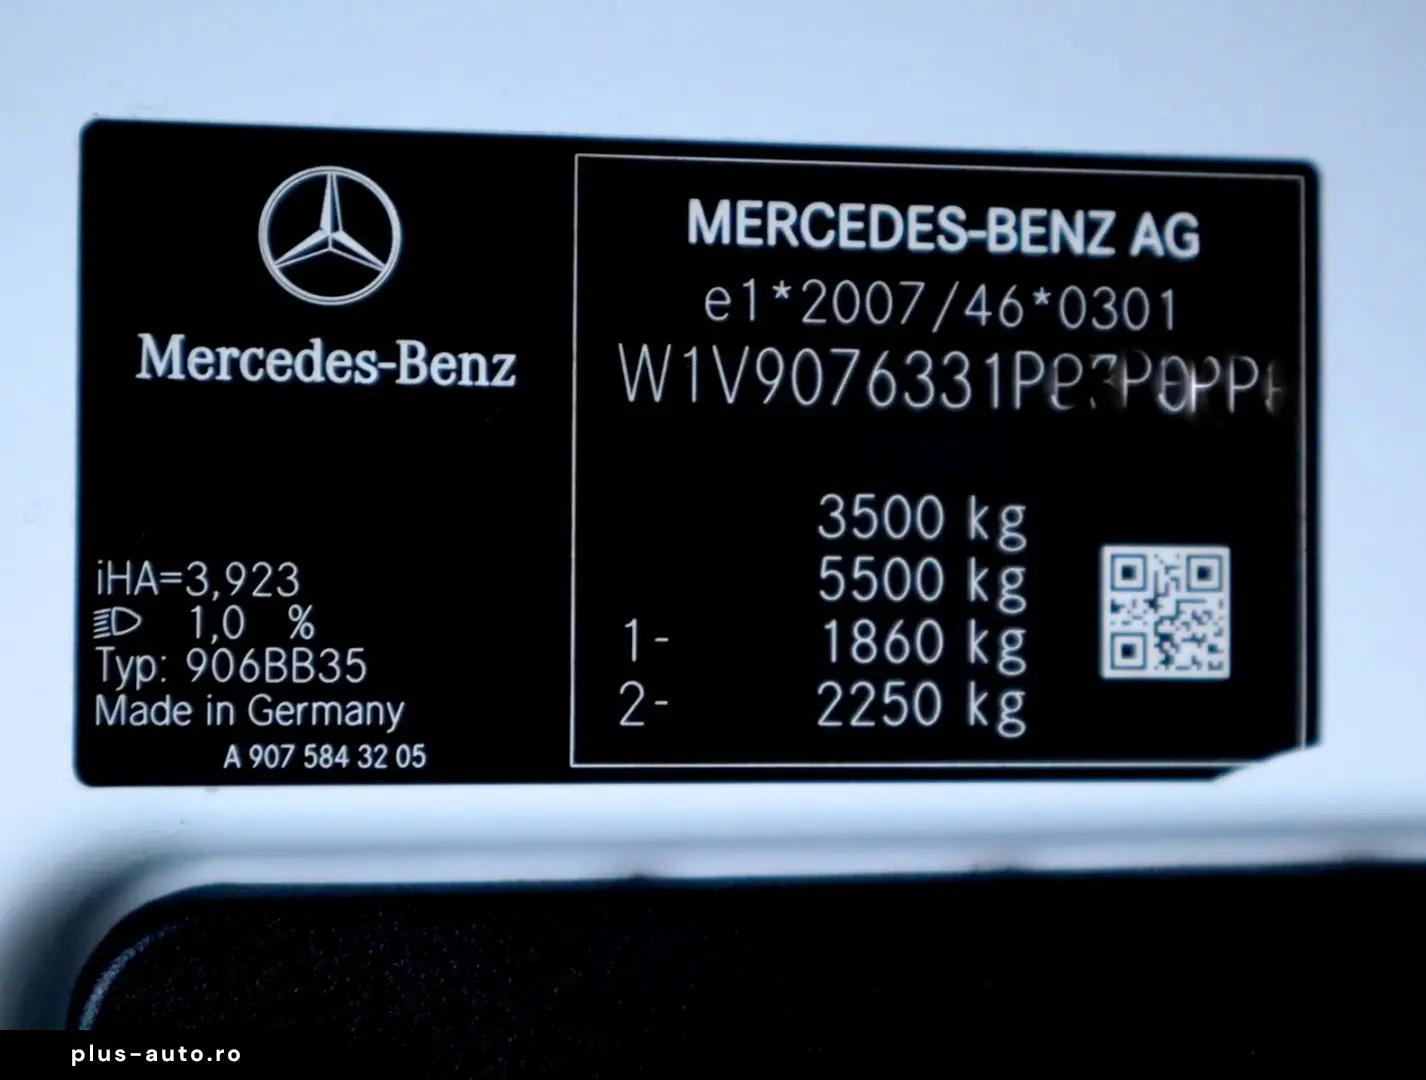 Mercedes-Benz
iHA=3,923
1,0 %
Typ: 906BB35
Made in Germany
A 907 584 32 05
MERCEDES-BENZ AG
e1*2007/46*0301
3500 kg
5500 kg
1- 1860 kg
2- 2250 kg
plus-auto.ro